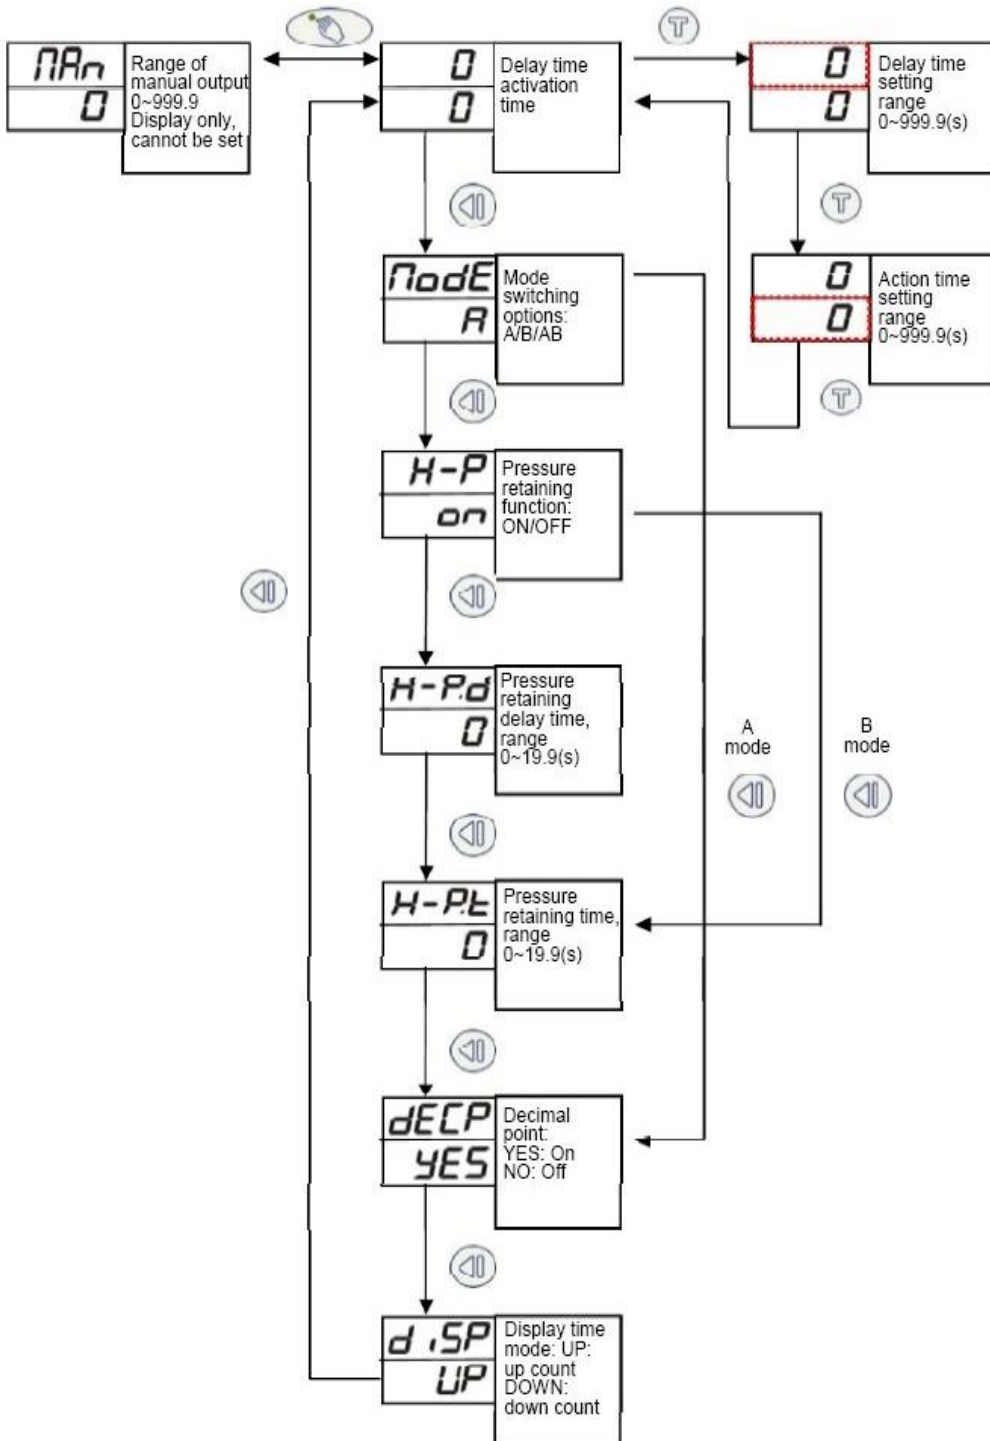 MAn
0
Range of
manual output
0~999.9
Display only,
cannot be set
0
0
Delay time
activation
time
T
0
0
Delay time
setting
range
0~999.9(s)
T
ModE
A
Mode
switching
options:
A/B/AB
0
0
Action time
setting
range
0~999.9(s)
T
H-P
on
Pressure
retaining
function:
ON/OFF
H-P.d
0
Pressure
retaining
delay time,
range
0~19.9(s)
A
mode
B
mode
H-P.t
0
Pressure
retaining time,
range
0~19.9(s)
dECP
YES
Decimal
point:
YES: On
NO: Off
diSP
UP
Display time
mode: UP:
up count
DOWN:
down count